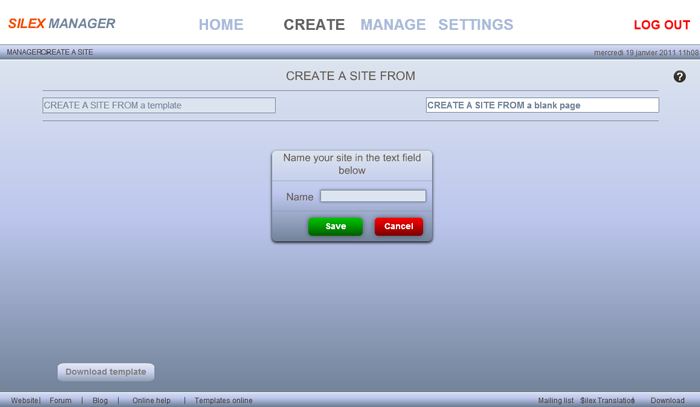 SILEX MANAGER
HOME CREATE MANAGE SETTINGS
LOG OUT
MANAGER>CREATE A SITE
mercredi 19 janvier 2011 11h08
CREATE A SITE FROM
?
CREATE A SITE FROM a template
CREATE A SITE FROM a blank page
Name your site in the text field
below
Name
Save Cancel
Download template
Website| Forum | Blog | Online help | Templates online
Mailing list | Silex Translation | Download